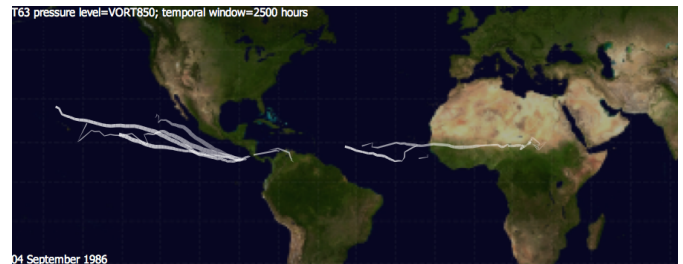 T63 pressure level=VORT850; temporal window=2500 hours
04 September 1986